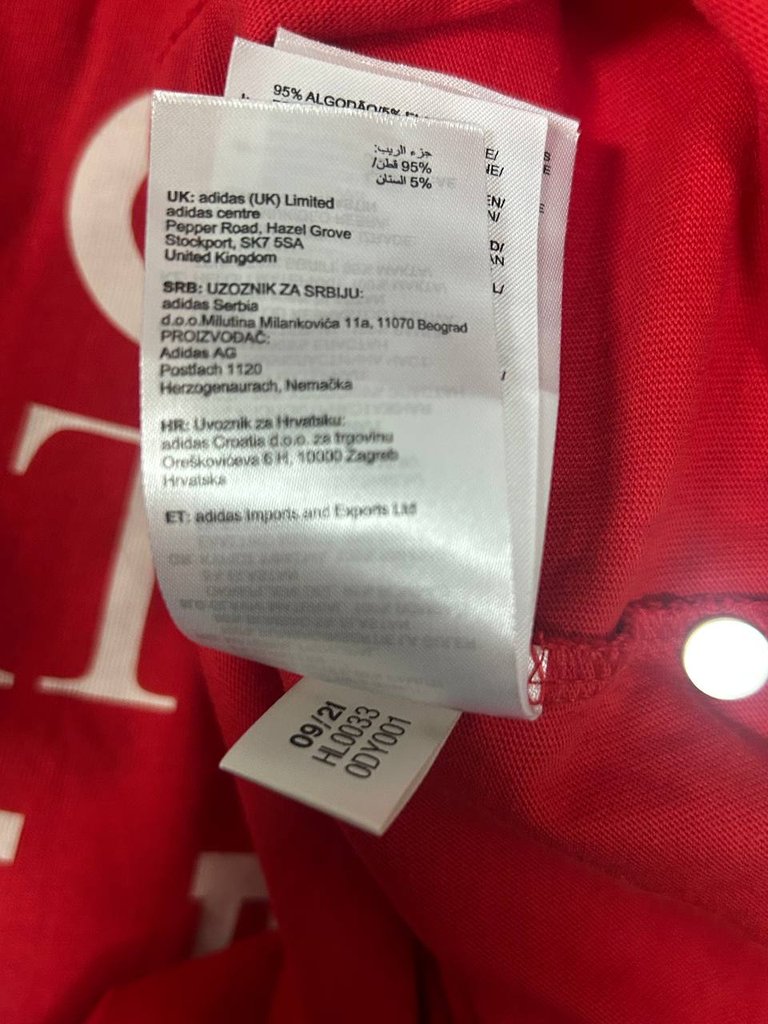 95% ALGODÃO/5%
جزء الريب:
95% قطن/
5% الستان
UK: adidas (UK) Limited
adidas centre
Pepper Road, Hazel Grove
Stockport, SK7 5SA
United Kingdom
SRB: UZOZNIK ZA SRBIJU:
adidas Serbia
d.o.o.Milutina Milankovića 11a, 11070 Beograd
PROIZVODAČ:
Adidas AG
Postfach 1120
Herzogenaurach, Nemačka
HR: Uvoznik za Hrvatsku:
adidas Croatia d.o.o. za trgovinu
Oreškovićeva 6 H, 10000 Zagreb
Hrvatska
ET: adidas Imports and Exports Ltd
09/21
HL0033
0DY001